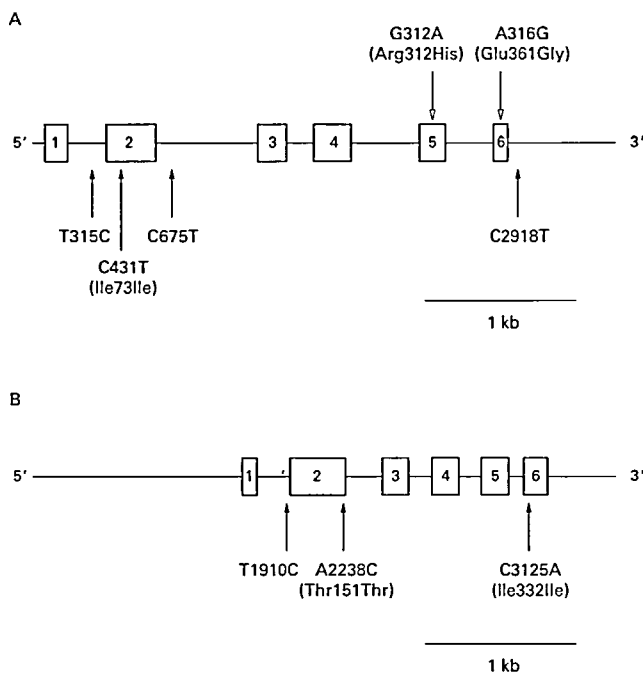 A
G312A A316G
(Arg312His) (Glu361Gly)
5' 1 2 3 4 5 6 3'
T315C C675T C2918T
C431T
(Ile73Ile)
1 kb
B
5' 1 2 3 4 5 6 3'
T1910C A2238C C3125A
(Thr151Thr) (Ile332Ile)
1 kb